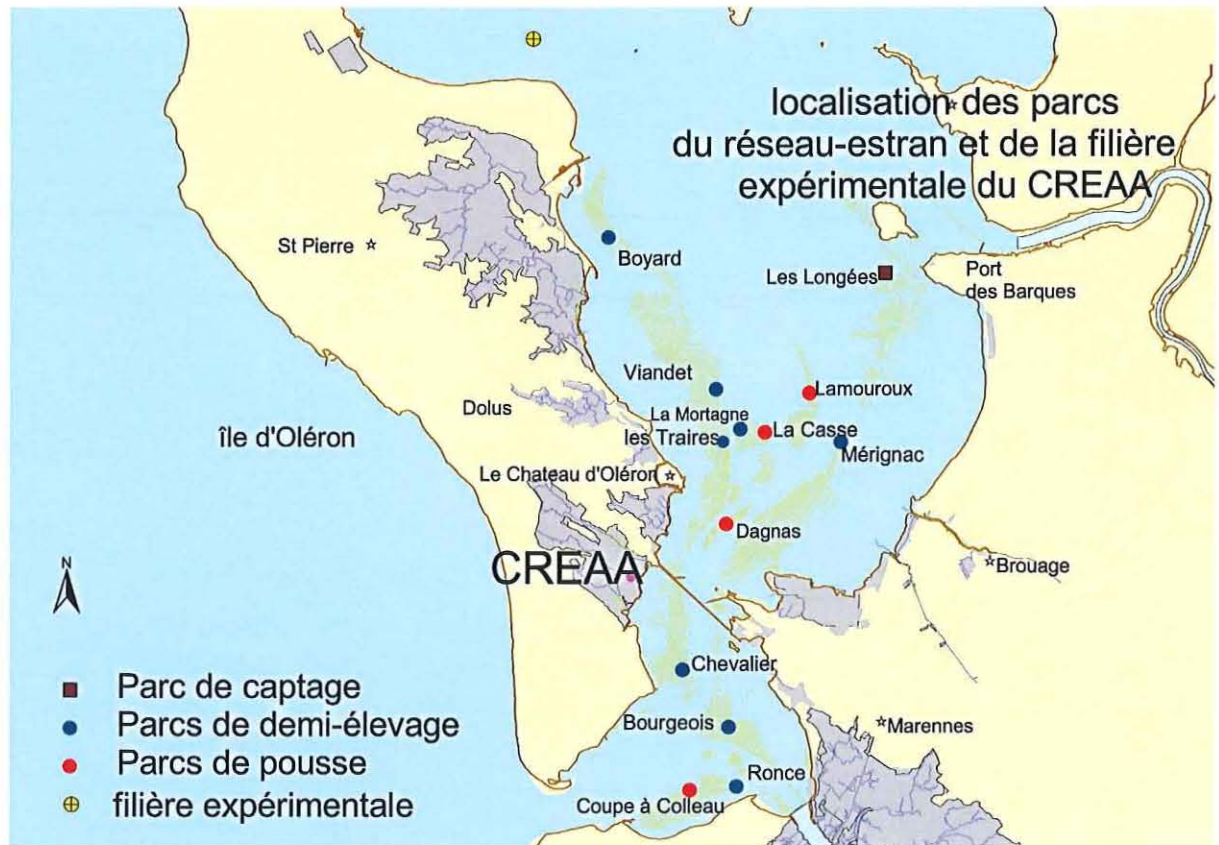 localisation des parcs
du réseau-estran et de la filière
expérimentale du CREAA
St Pierre
Boyard
Les Longées
Port
des Barques
Viandet
Lamouroux
Dolus
La Mortagne
La Casse
île d'Oléron
les Traires
Mérignac
Le Chateau d'Oléron
Dagnas
CREAA
Brouage
N
Chevalier
Parc de captage
Bourgeois
Marennes
Parcs de demi-élevage
Parcs de pousse
Ronce
Coupe à Colleau
filière expérimentale